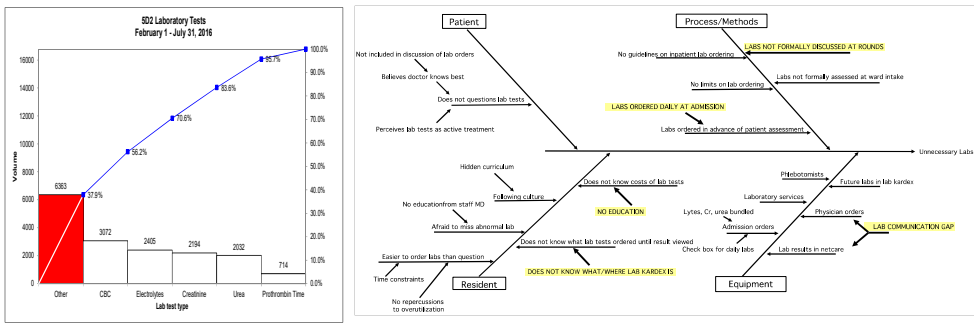 5D2 Laboratory Tests
February 1 - July 31, 2016
Volume
16000
14000
12000
10000
8000
6000
4000
2000
0
100.0%
90.0%
80.0%
70.0%
60.0%
50.0%
40.0%
30.0%
20.0%
10.0%
0.0%
37.9%
56.2%
70.6%
83.6%
95.7%
6363
3072
2405
2194
2032
714
Other
CBC
Electrolytes
Creatinine
Urea
Prothrombin Time
Lab test type
Patient
Not included in discussion of lab orders
Believes doctor knows best
Does not questions lab tests
Perceives lab tests as active treatment
Process/Methods
LABS NOT FORMALLY DISCUSSED AT ROUNDS
No guidelines on inpatient lab ordering
Labs not formally assessed at ward intake
No limits on lab ordering
LABS ORDERED DAILY AT ADMISSION
Labs ordered in advance of patient assessment
Unnecessary Labs
Hidden curriculum
Does not know costs of lab tests
Following culture
No educationfrom staff MD
NO EDUCATION
Afraid to miss abnormal lab
Does not know what lab tests ordered until result viewed
Easier to order labs than question
DOES NOT KNOW WHAT/WHERE LAB KARDEX IS
Time constraints
Resident
No repercussions
to overutilization
Phlebotomists
Future labs in lab kardex
Laboratory services
Lytes, Cr, urea bundled
Physician orders
Admission orders
LAB COMMUNICATION GAP
Check box for daily labs
Lab results in netcare
Equipment